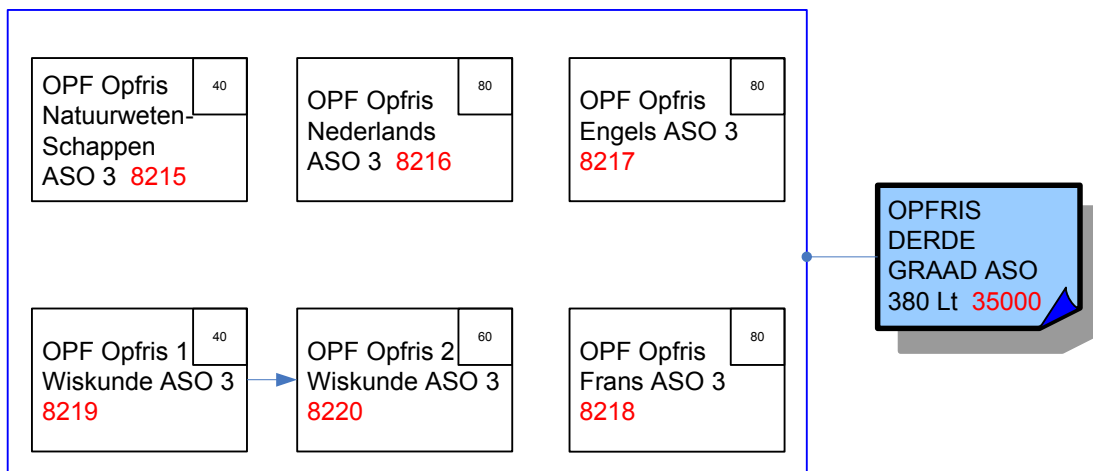 OPF Opfris
Natuurweten-
Schappen
ASO 3 8215
40
OPF Opfris
Nederlands
ASO 3 8216
80
OPF Opfris
Engels ASO 3
8217
80
OPFRIS
DERDE
GRAAD ASO
380 Lt 35000
OPF Opfris 1
Wiskunde ASO 3
8219
40
OPF Opfris 2
Wiskunde ASO 3
8220
60
OPF Opfris
Frans ASO 3
8218
80